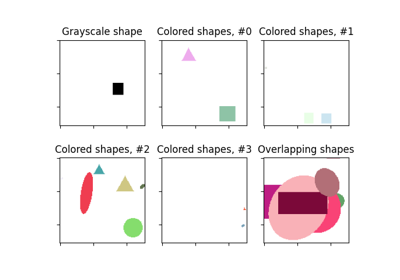 Grayscale shape
Colored shapes, #0
Colored shapes, #1
Colored shapes, #2
Colored shapes, #3
Overlapping shapes